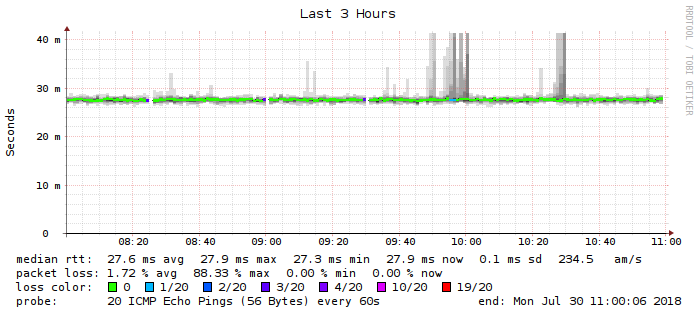 Last 3 Hours
RRDTOOL / TOBI OETIKER
Seconds
40 m
30 m
20 m
10 m
0
08:20 08:40 09:00 09:20 09:40 10:00 10:20 10:40 11:00
median rtt: 27.6 ms avg 27.9 ms max 27.3 ms min 27.9 ms now 0.1 ms sd 234.5 am/s
packet loss: 1.72 % avg 88.33 % max 0.00 % min 0.00 % now
loss color: 0 1/20 2/20 3/20 4/20 10/20 19/20
probe: 20 ICMP Echo Pings (56 Bytes) every 60s end: Mon Jul 30 11:00:06 2018